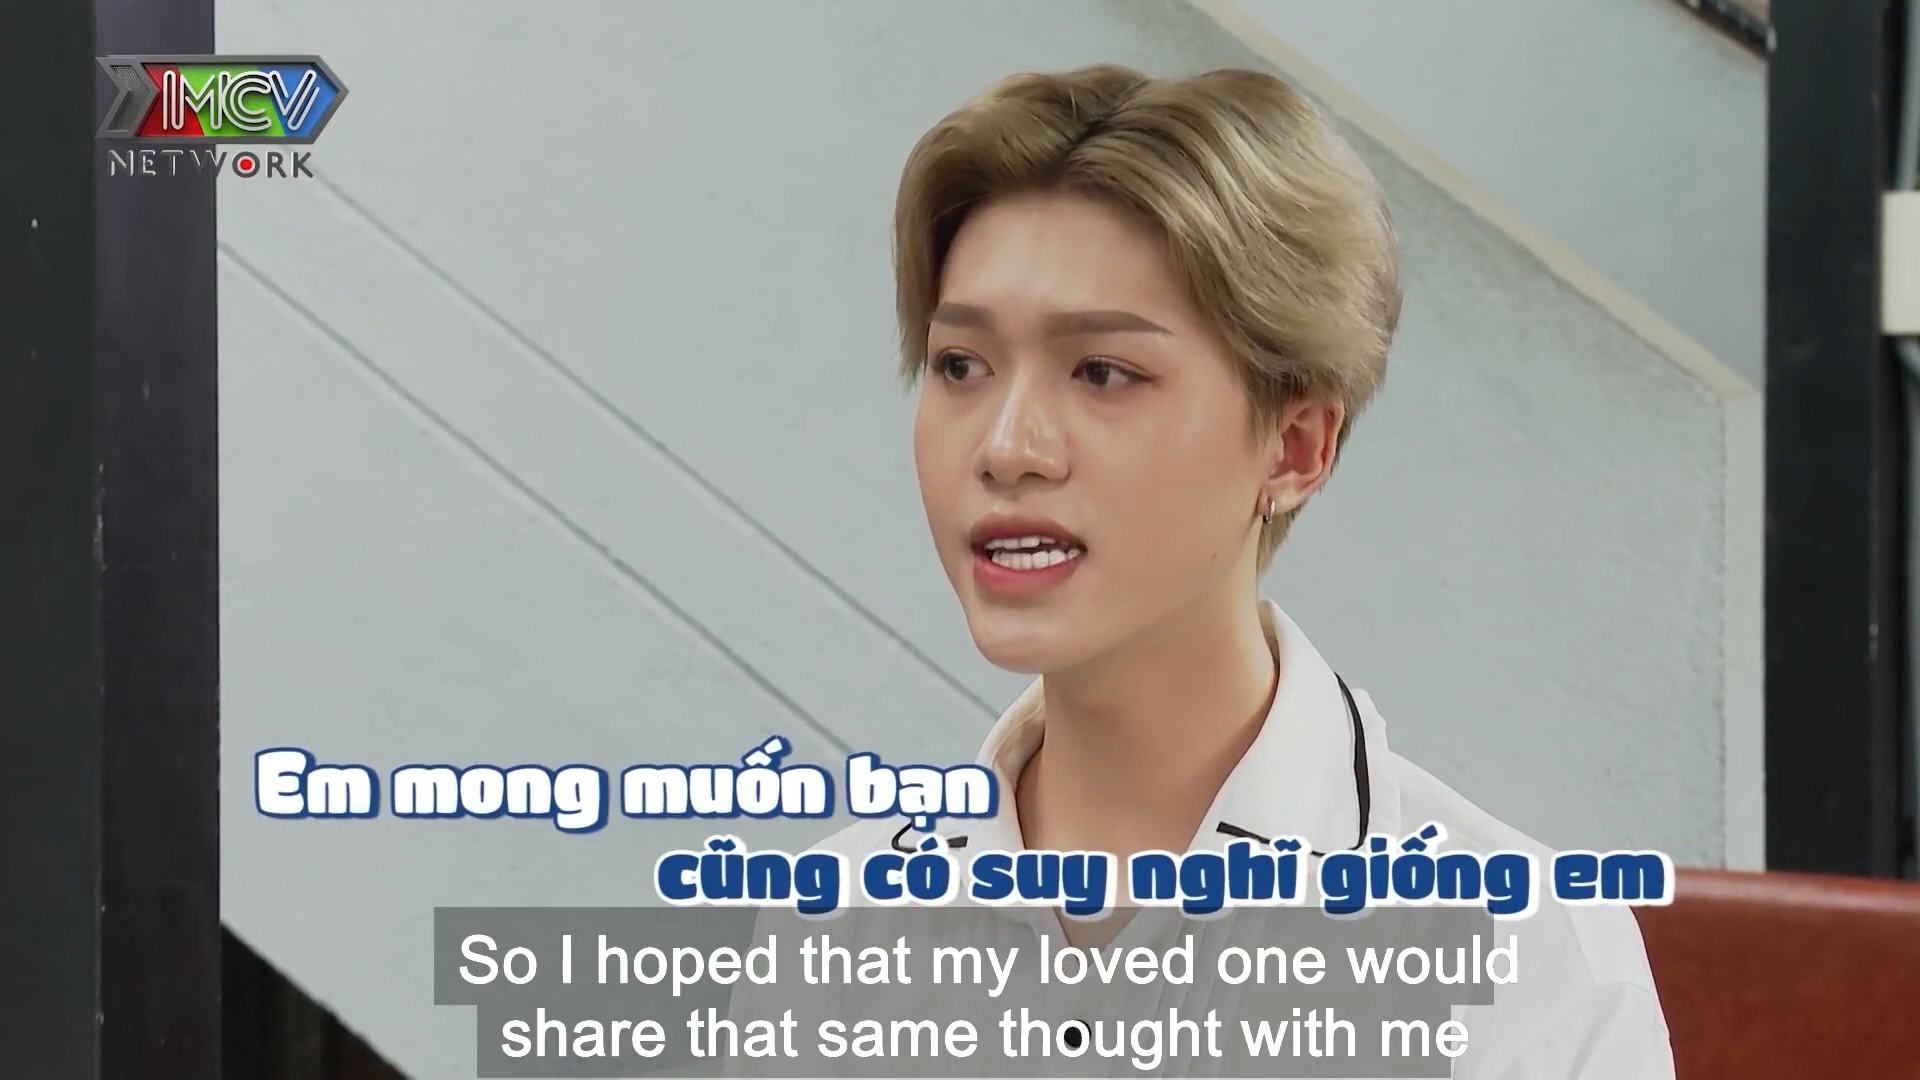 MCV
NETWORK
Em mong muốn bạn
cũng có suy nghĩ giống em
So I hoped that my loved one would
share that same thought with me